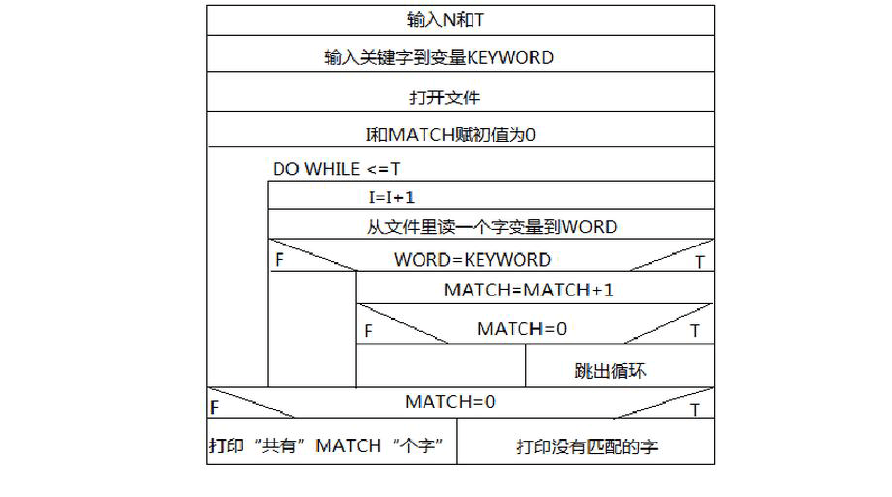 输入N和T
输入关键字到变量KEYWORD
打开文件
I和MATCH赋初值为0
DO WHILE <=T
I=I+1
从文件里读一个字变量到WORD
F WORD=KEYWORD T
MATCH=MATCH+1
F MATCH=0 T
跳出循环
F MATCH=0 T
打印“共有”MATCH“个字” 打印没有匹配的字